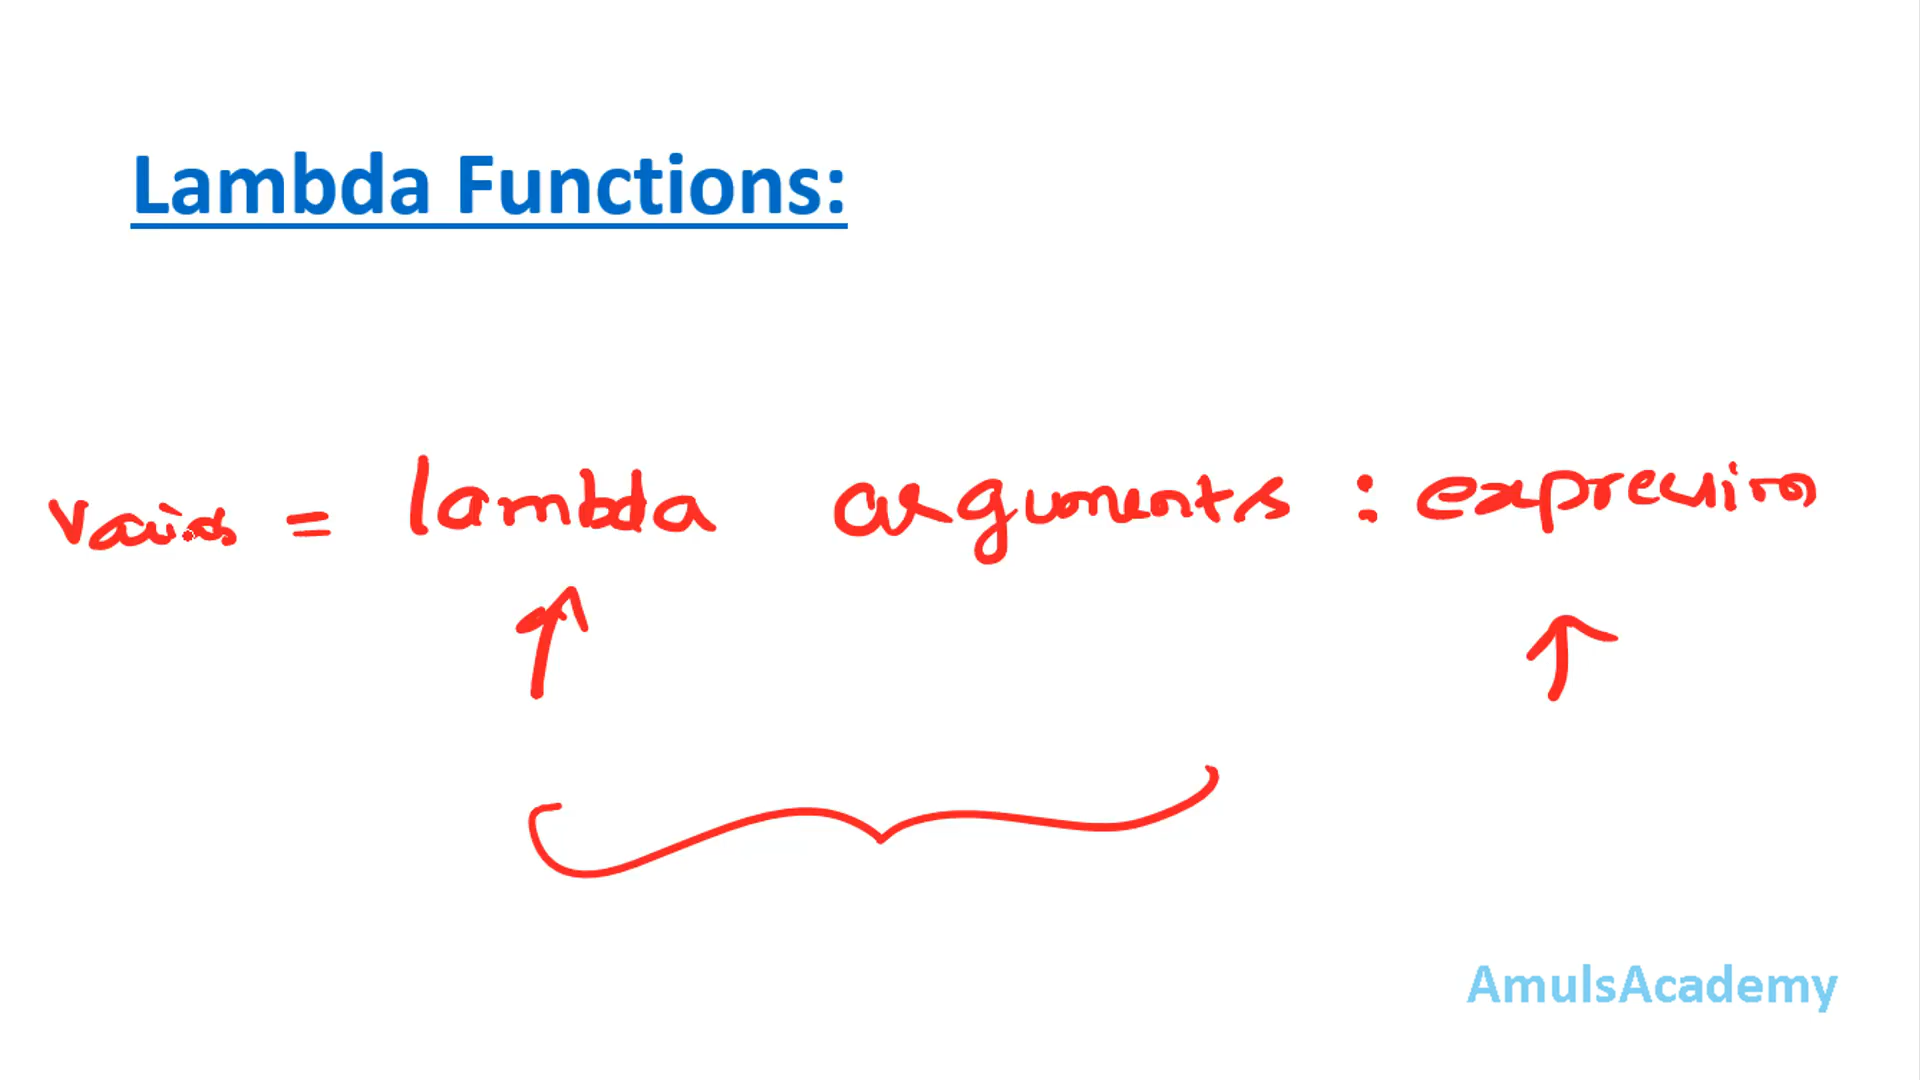 Lambda Functions:
= lambda arguments : expression
AmulsAcademy